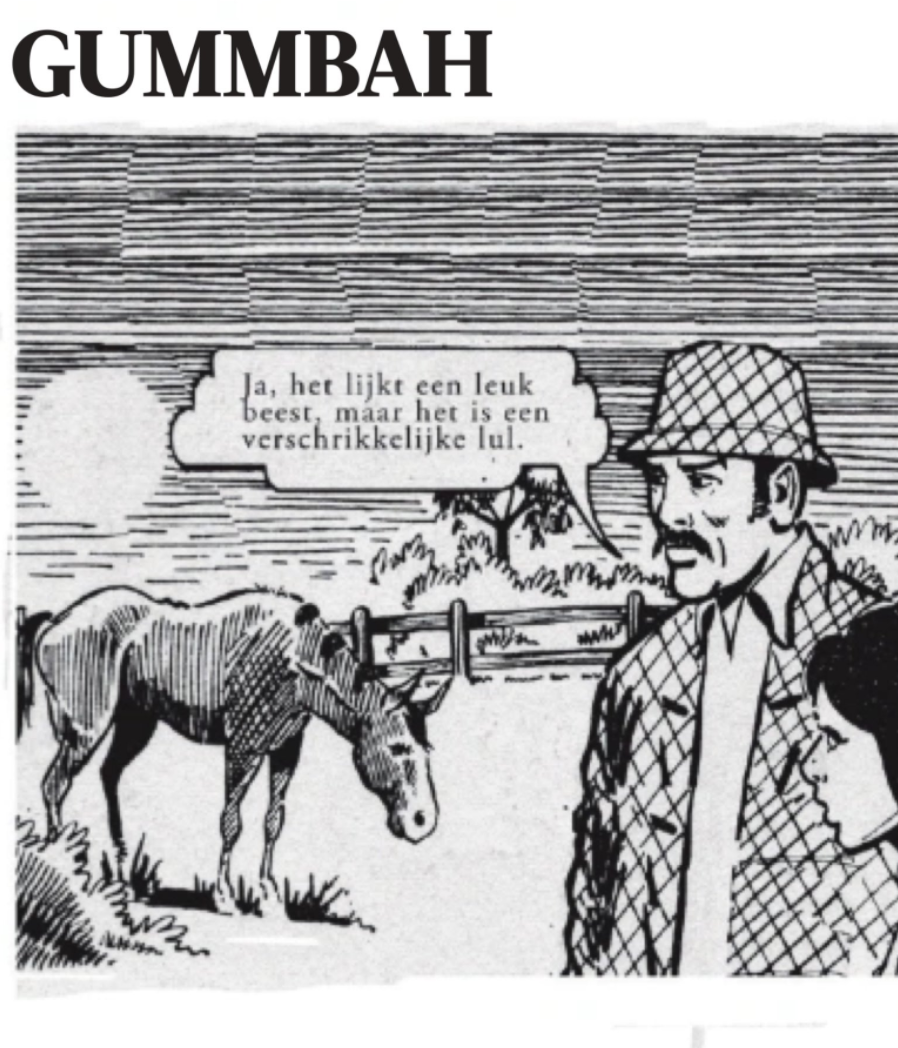 GUMMBAH
Ja, het lijkt een leuk
beest, maar het is een
verschrikkelijke lul.